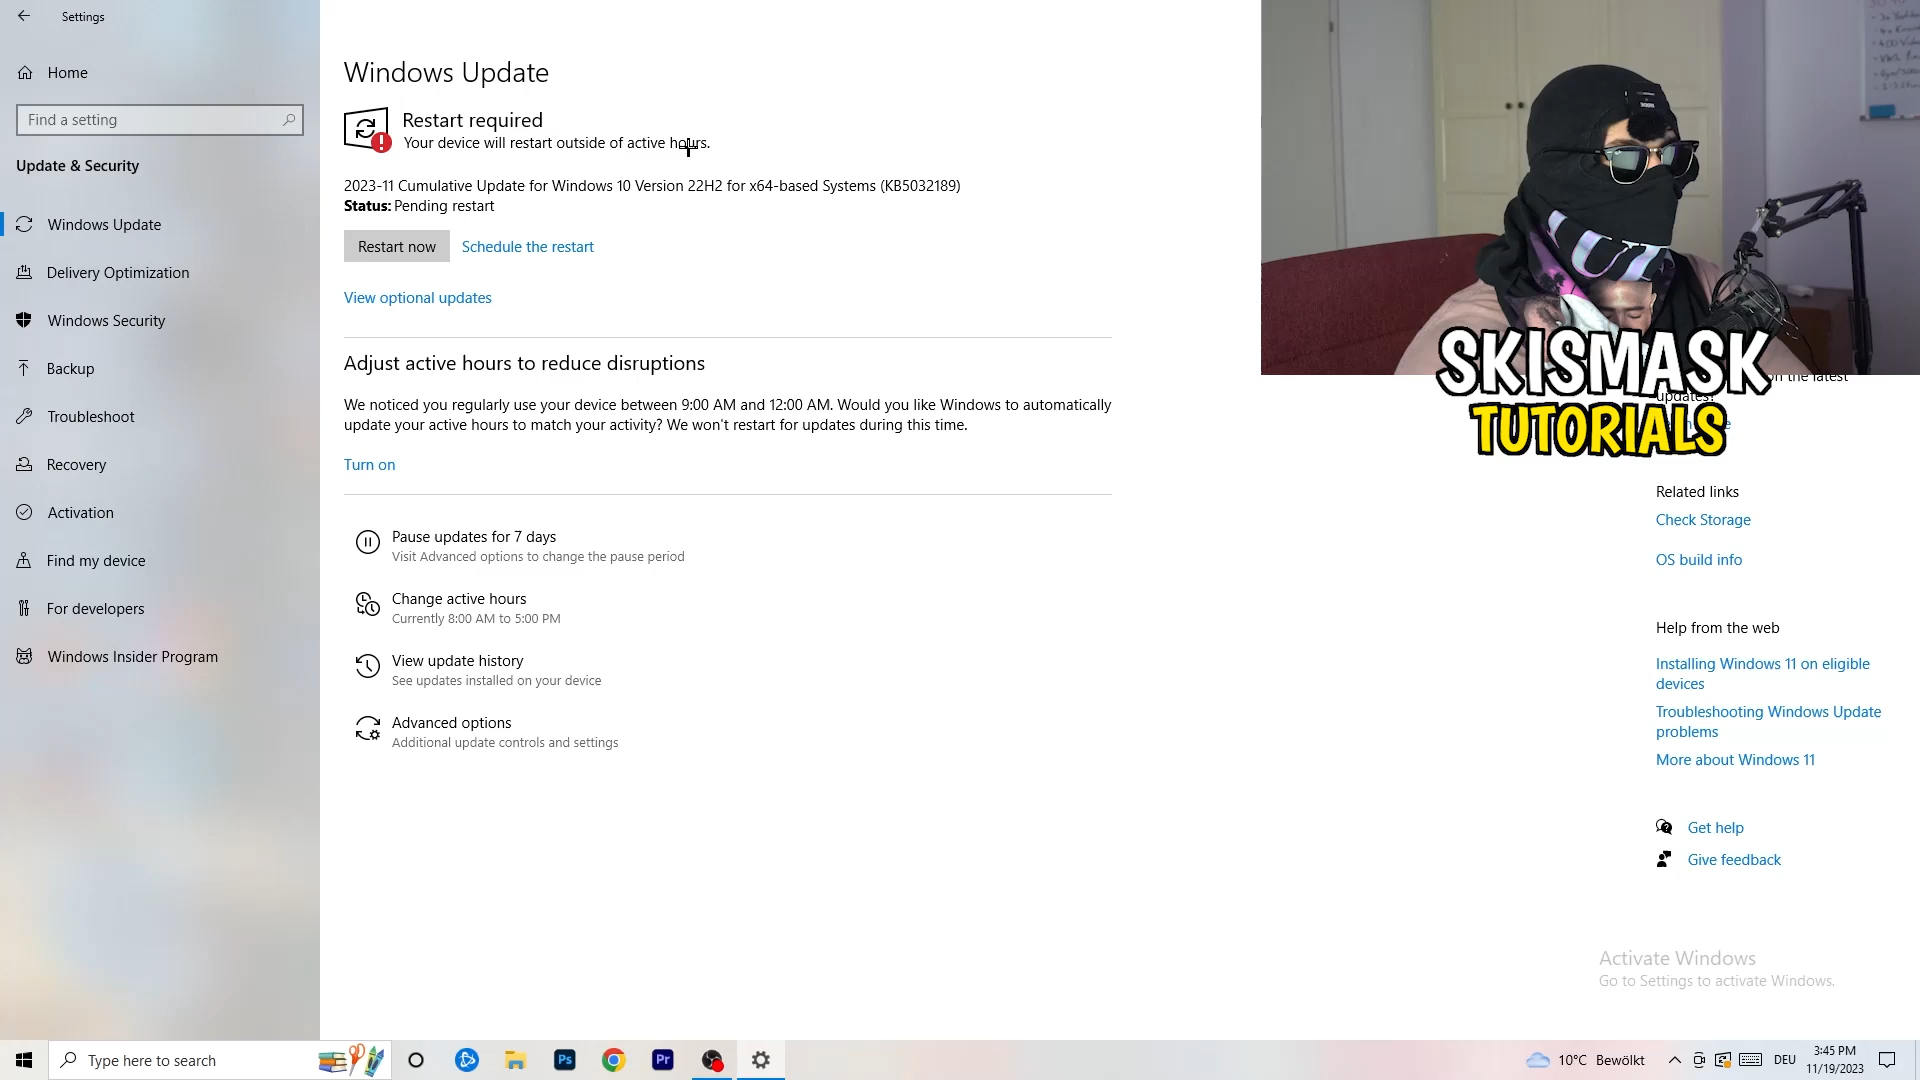 Settings
Home
Find a setting
Update & Security
Windows Update
Delivery Optimization
Windows Security
Backup
Troubleshoot
Recovery
Activation
Find my device
For developers
Windows Insider Program
Windows Update
Restart required
Your device will restart outside of active hours.
2023-11 Cumulative Update for Windows 10 Version 22H2 for x64-based Systems (KB5032189)
Status: Pending restart
Restart now
Schedule the restart
View optional updates
Adjust active hours to reduce disruptions
We noticed you regularly use your device between 9:00 AM and 12:00 AM. Would you like Windows to automatically
update your active hours to match your activity? We won't restart for updates during this time.
Turn on
Pause updates for 7 days
Visit Advanced options to change the pause period
Change active hours
Currently 8:00 AM to 5:00 PM
View update history
See updates installed on your device
Advanced options
Additional update controls and settings
SKISMASK
TUTORIALS
on the latest
updates?
Related links
Check Storage
OS build info
Help from the web
Installing Windows 11 on eligible
devices
Troubleshooting Windows Update
problems
More about Windows 11
Get help
Give feedback
Activate Windows
Go to Settings to activate Windows.
Type here to search
Ps
Pr
10°C Bewölkt
DEU
3:45 PM
11/19/2023